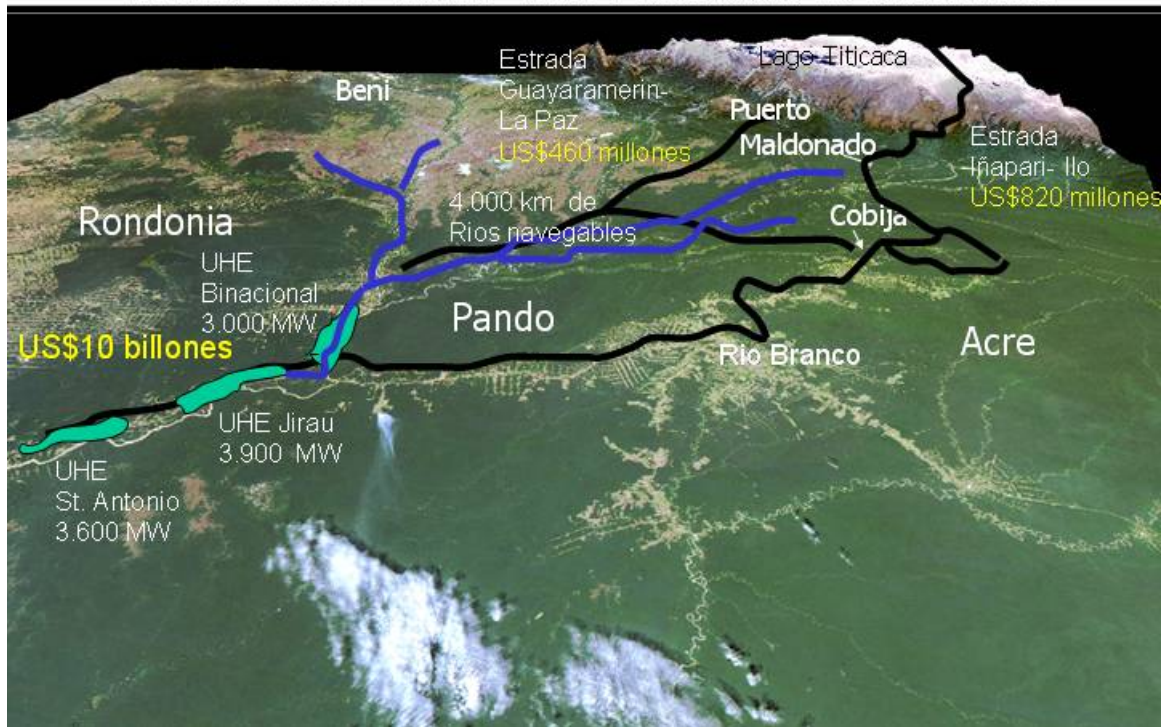 Lago Titicaca
Estrada
Guayaramerin-
La Paz
US$460 millones
Beni
Puerto
Maldonado
Estrada
Iñapari- Ilo
US$820 millones
4.000 km de
Rios navegables
Cobija
Rondonia
UHE
Binacional
3.000 MW
Pando
US$10 billones
Rio Branco
Acre
UHE Jirau
3.900 MW
UHE
St. Antonio
3.600 MW